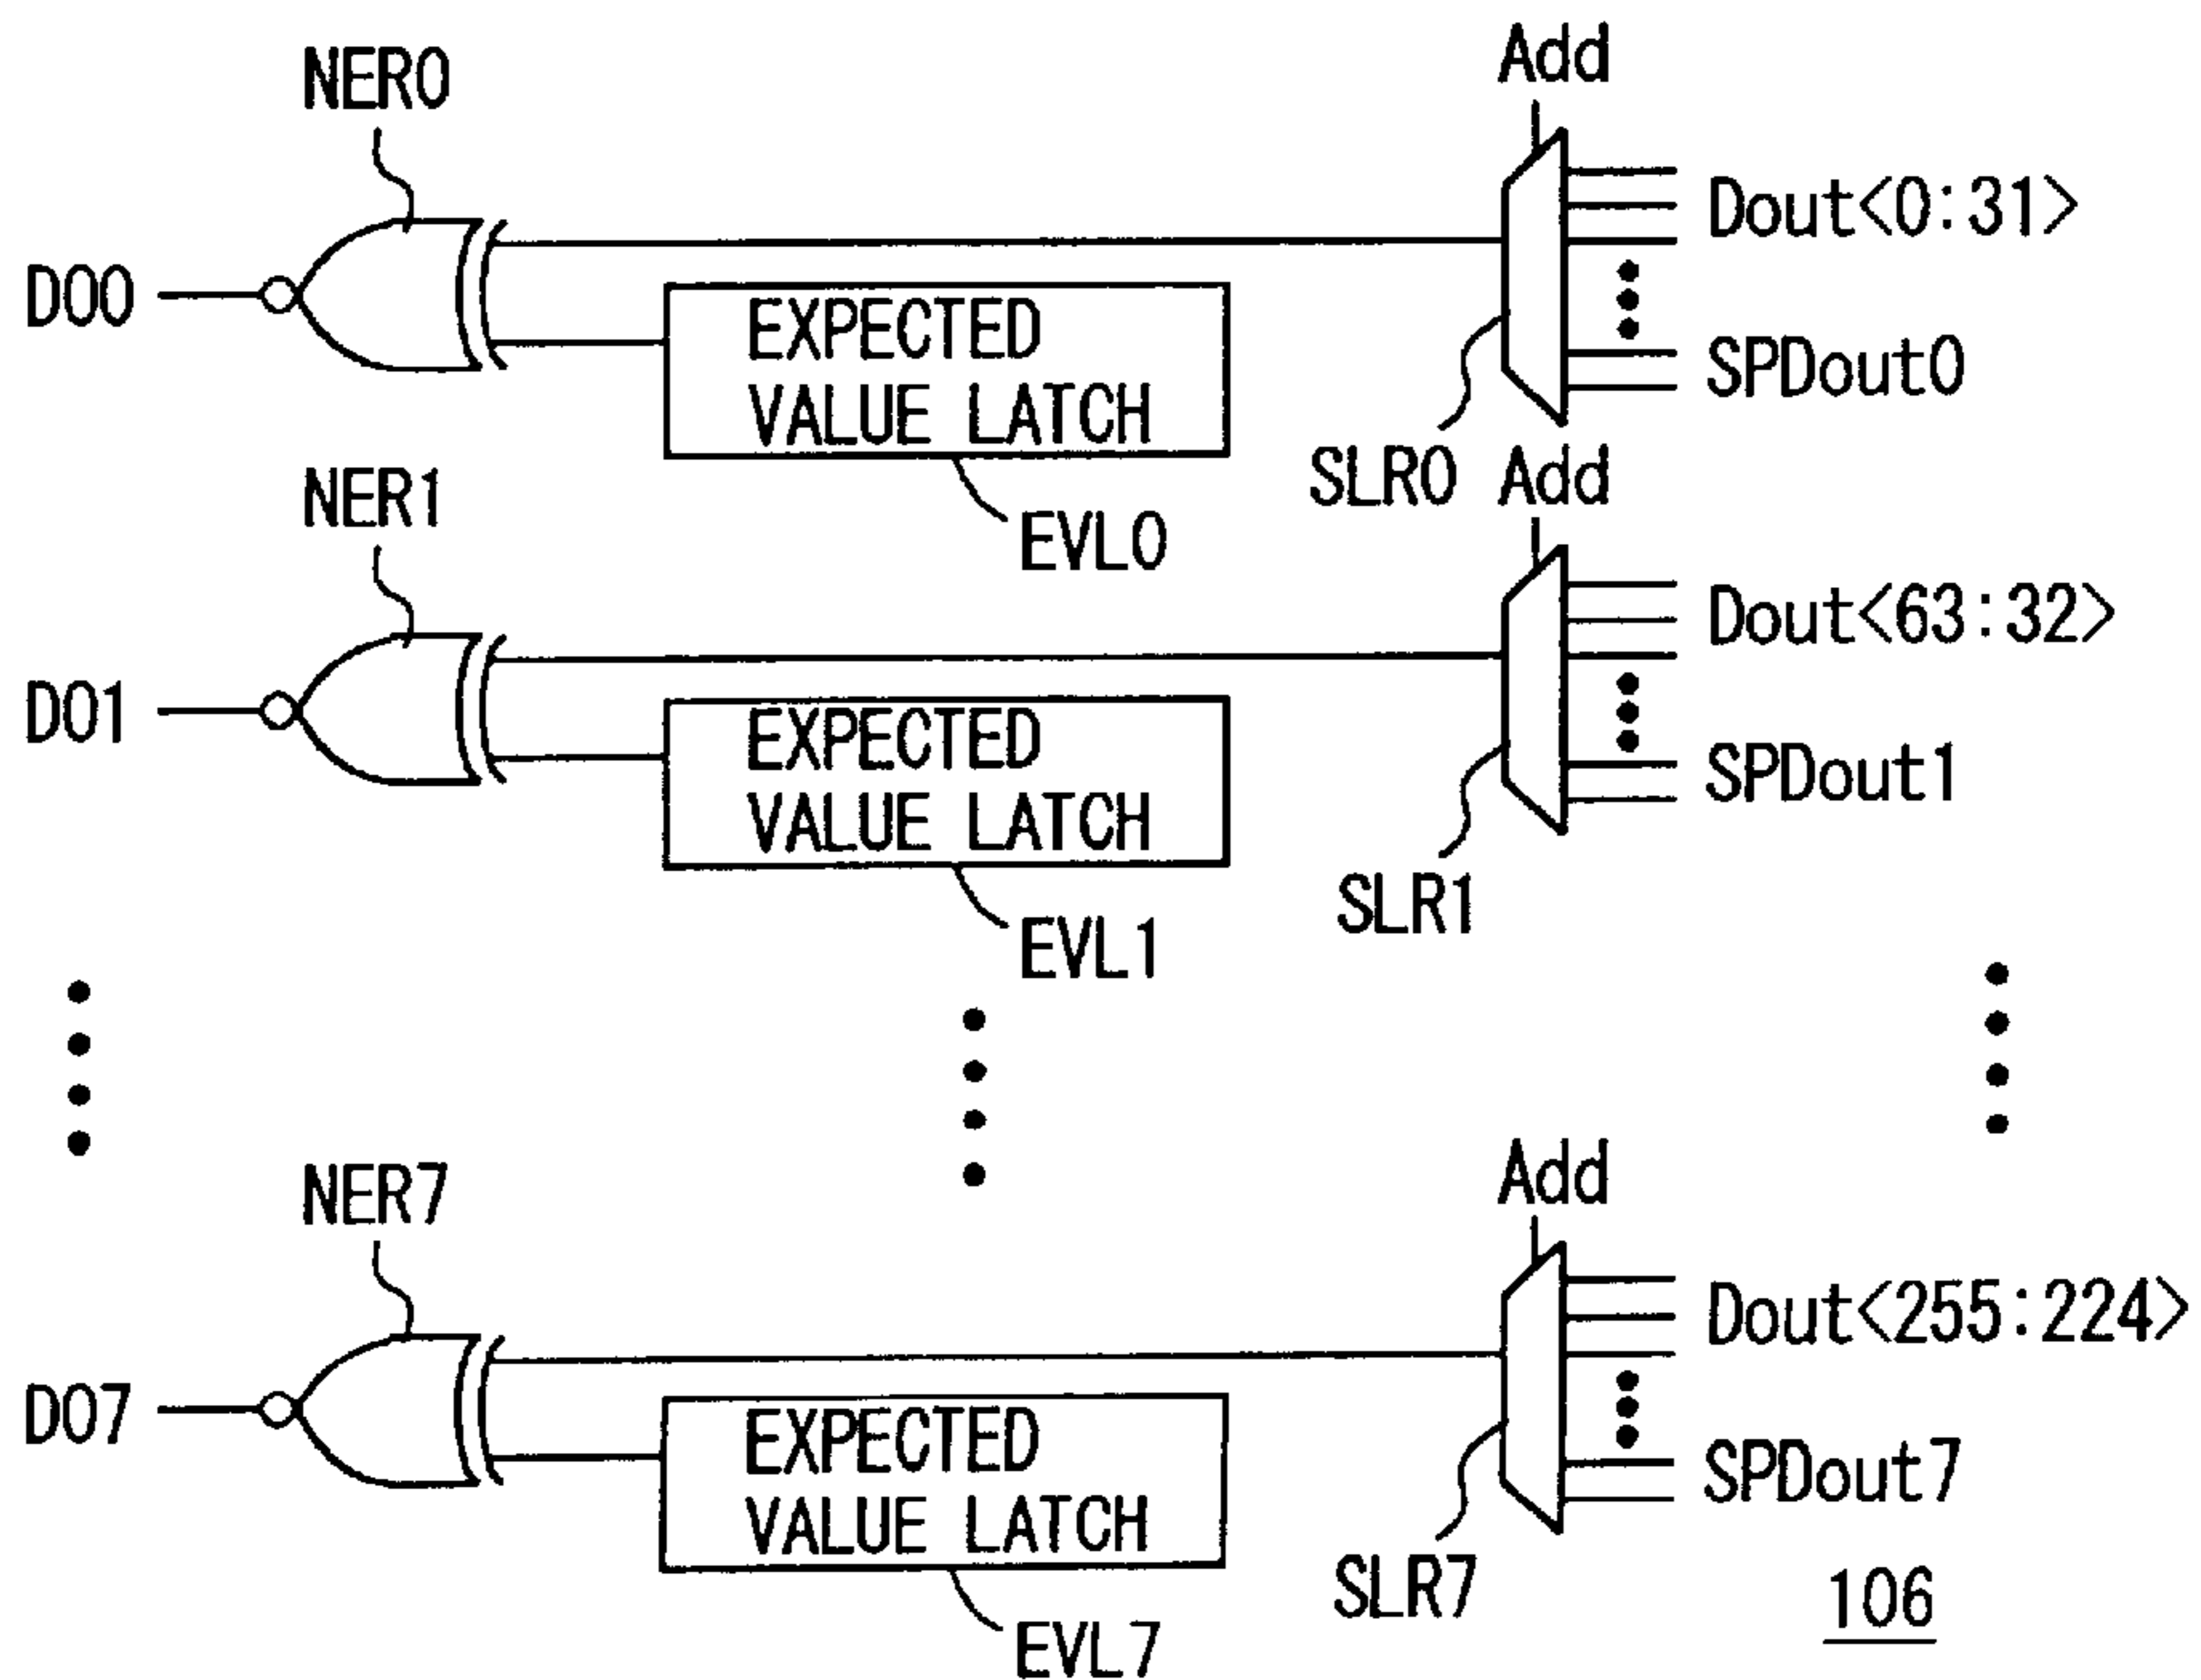 NER0
Add
Dout<0:31>
DO0
EXPECTED
VALUE LATCH
SPDout0
SLR0
Add
NER1
EVL0
Dout<63:32>
DO1
EXPECTED
VALUE LATCH
SPDout1
SLR1
EVL1
NER7
Add
Dout<255:224>
DO7
EXPECTED
VALUE LATCH
SPDout7
SLR7
106
EVL7